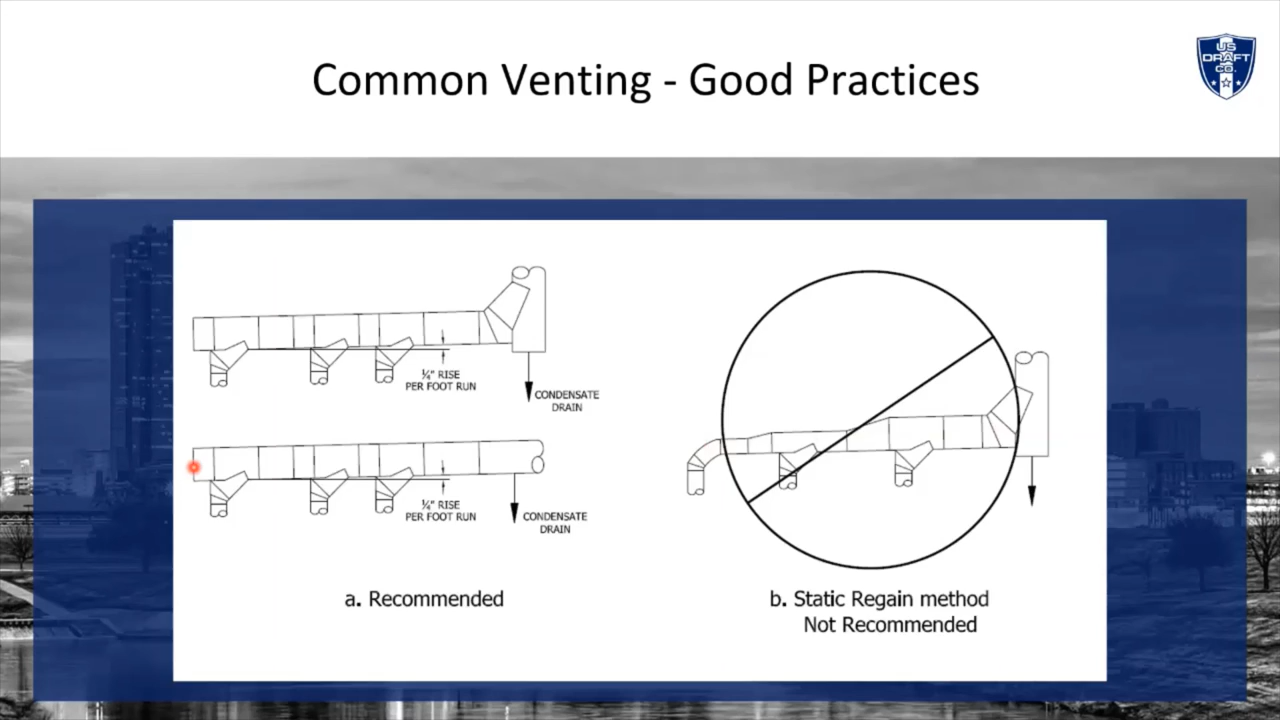 Common Venting - Good Practices
US
DRAFT
CO.
¼" RISE
PER FOOT RUN
CONDENSATE
DRAIN
¼" RISE
PER FOOT RUN
CONDENSATE
DRAIN
a. Recommended
b. Static Regain method
Not Recommended